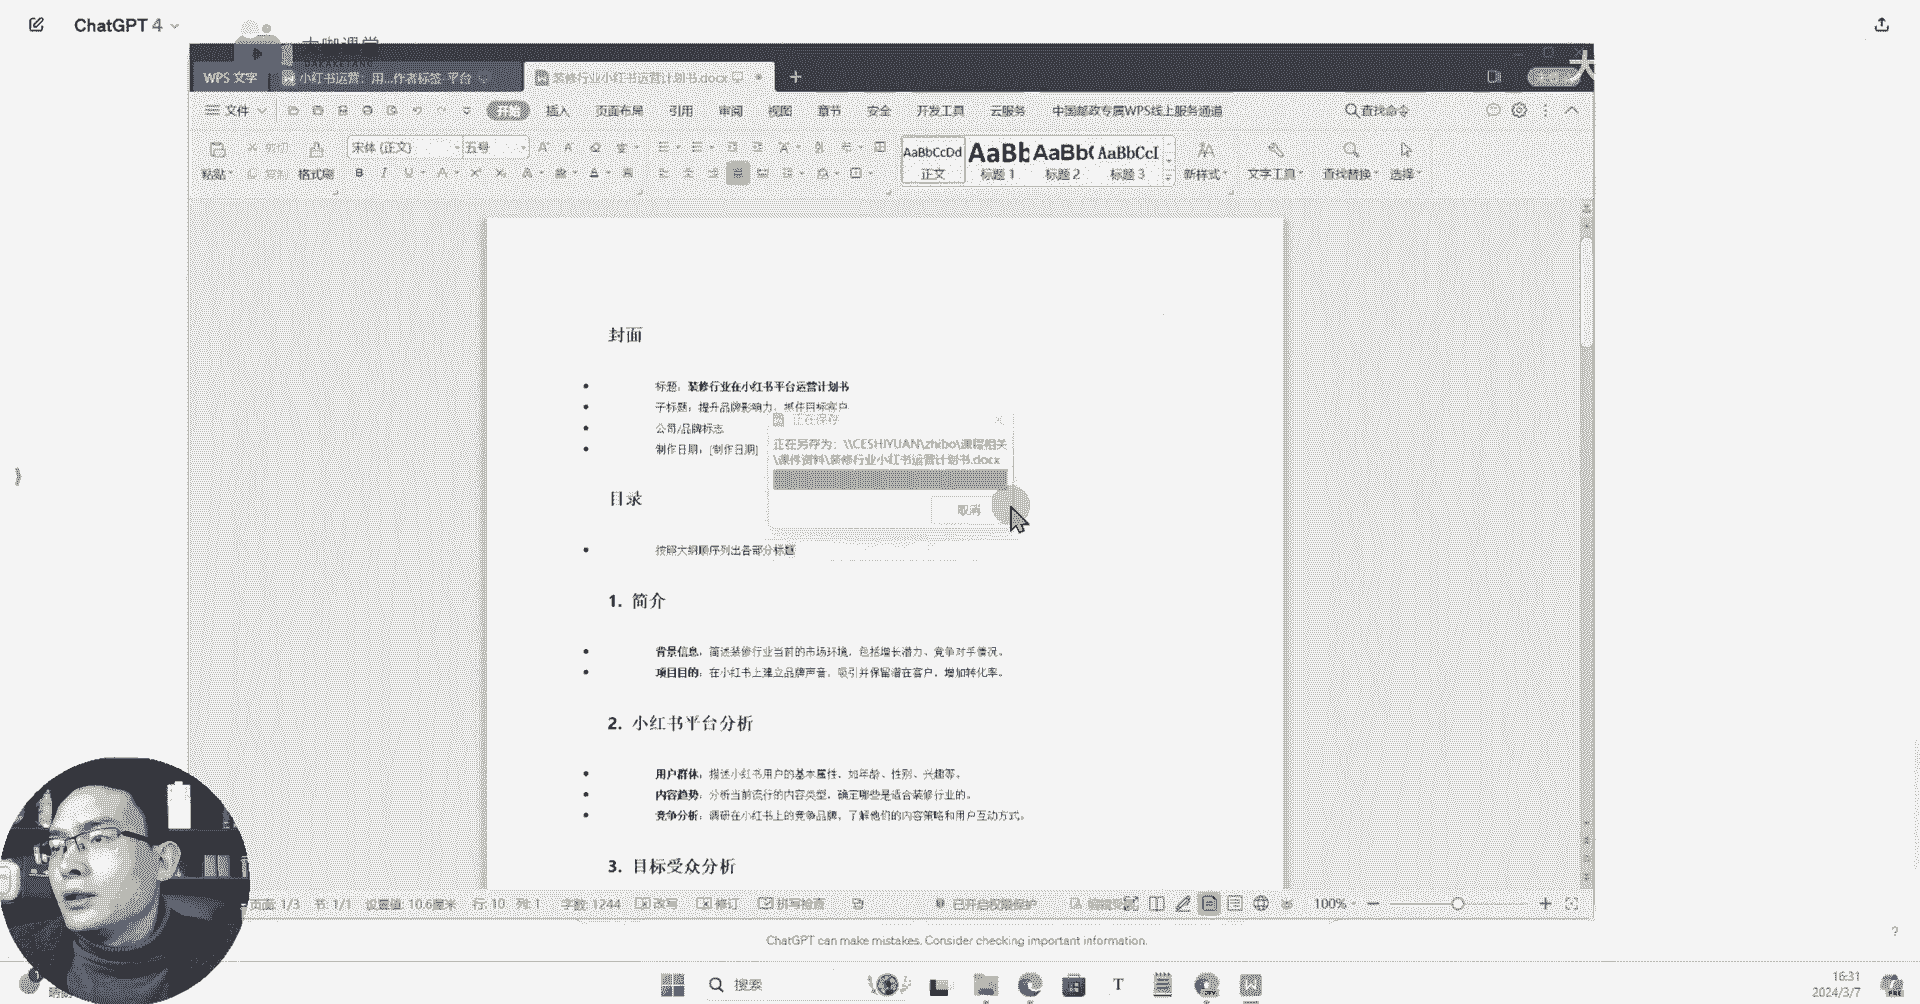 ChatGPT 4
大咖课堂
WPS 文字
小红书运营：用...作者标签-平台
装修行业小红书运营计划书.docx
文件
开始
插入
页面布局
引用
审阅
视图
章节
安全
开发工具
云服务
中国邮政专属WPS线上服务通道
查找命令
粘贴
剪切
复制
格式刷
宋体 (正文)
五号
AaBbCcDd
正文
AaBb
标题 1
AaBb(
标题 2
AaBbCcI
标题 3
新样式
文字工具
查找替换
选择
封面
标题：装修行业在小红书平台运营计划书
子标题：提升品牌影响力，抓住目标客户
公司/品牌标志
制作日期：[制作日期]
正在保存
正在另存为：\\CESHIYUAN\zhibo\课程相关
\课件资料\装修行业小红书运营计划书.docx
取消
目录
按照大纲顺序列出各部分标题
1. 简介
背景信息：简述装修行业当前的市场环境，包括增长潜力、竞争对手情况。
项目目的：在小红书上建立品牌声音，吸引并保留潜在客户，增加转化率。
2. 小红书平台分析
用户群体：描述小红书用户的基本属性，如年龄、性别、兴趣等。
内容趋势：分析当前流行的内容类型，确定哪些是适合装修行业的。
竞争分析：调研在小红书上的竞争品牌，了解他们的内容策略和用户互动方式。
3. 目标受众分析
页面: 1/3 节: 1/1 设置值: 10.6厘米 行: 10 列: 1 字数: 1244 改写 修订 拼写检查 已开启权限保护 100%
ChatGPT can make mistakes. Consider checking important information.
?
搜索
16:31
2024/3/7